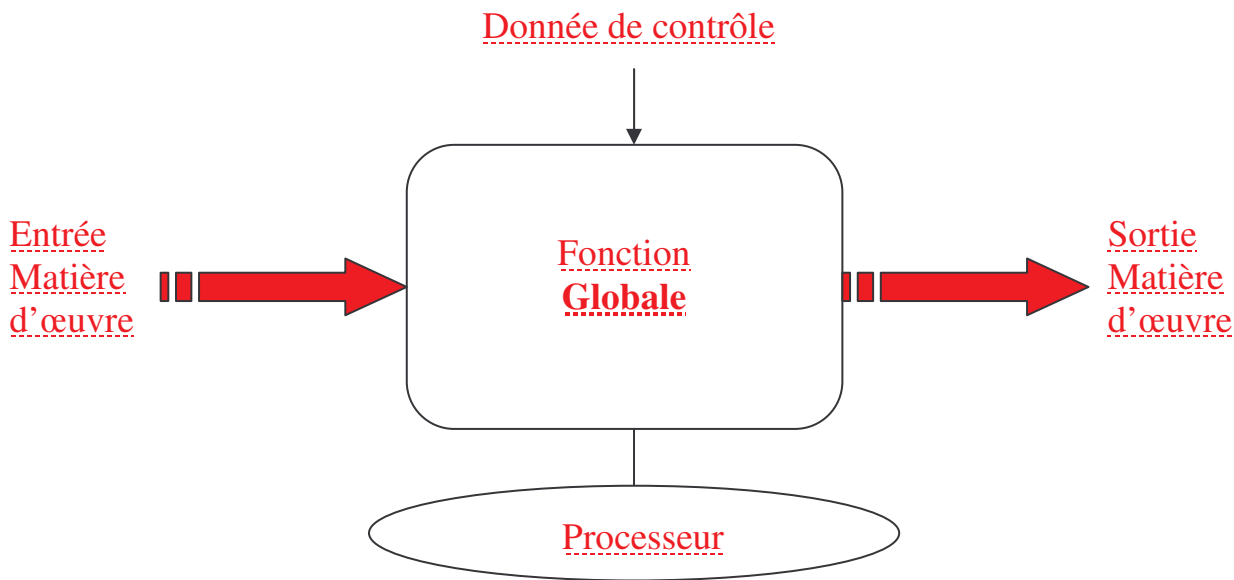 Donnée de contrôle
Entrée
Matière
d’œuvre
Fonction
Globale
Sortie
Matière
d’œuvre
Processeur